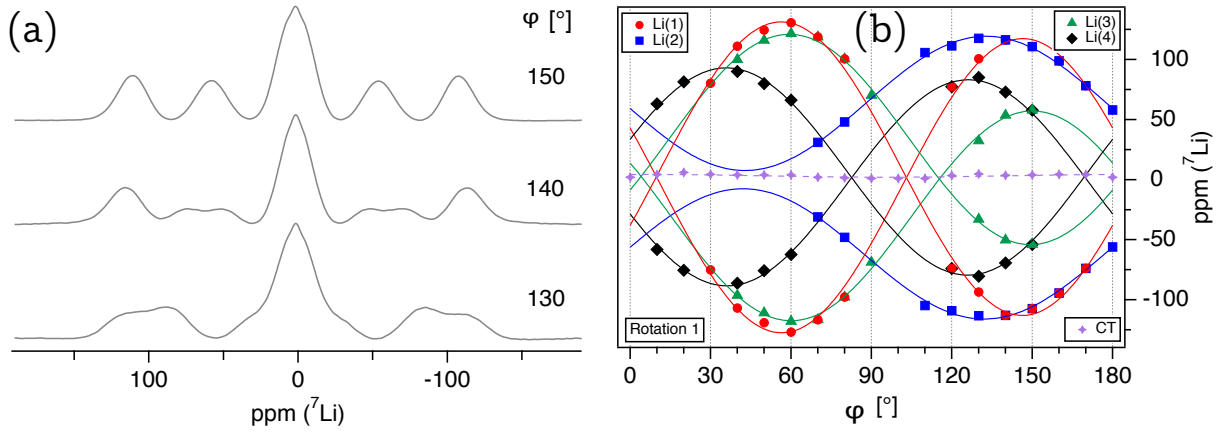 (a)
φ [°]
150
140
130
100
0
-100
ppm (⁷Li)
(b)
Li(1)
Li(2)
Li(3)
Li(4)
Rotation 1
CT
100
50
0
-50
-100
ppm (⁷Li)
0 30 60 90 120 150 180
φ [°]